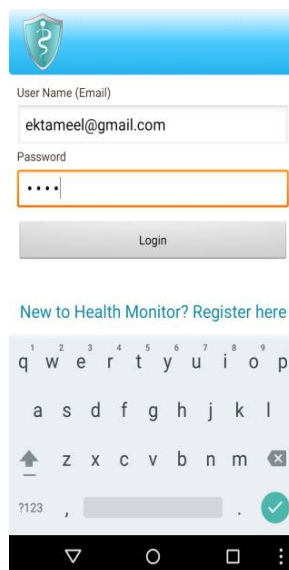 User Name (Email)
ektameel@gmail.com
Password
••••
Login
New to Health Monitor? Register here
1 2 3 4 5 6 7 8 9
q w e r t y u i o p
a s d f g h j k l
z x c v b n m
?123 , .